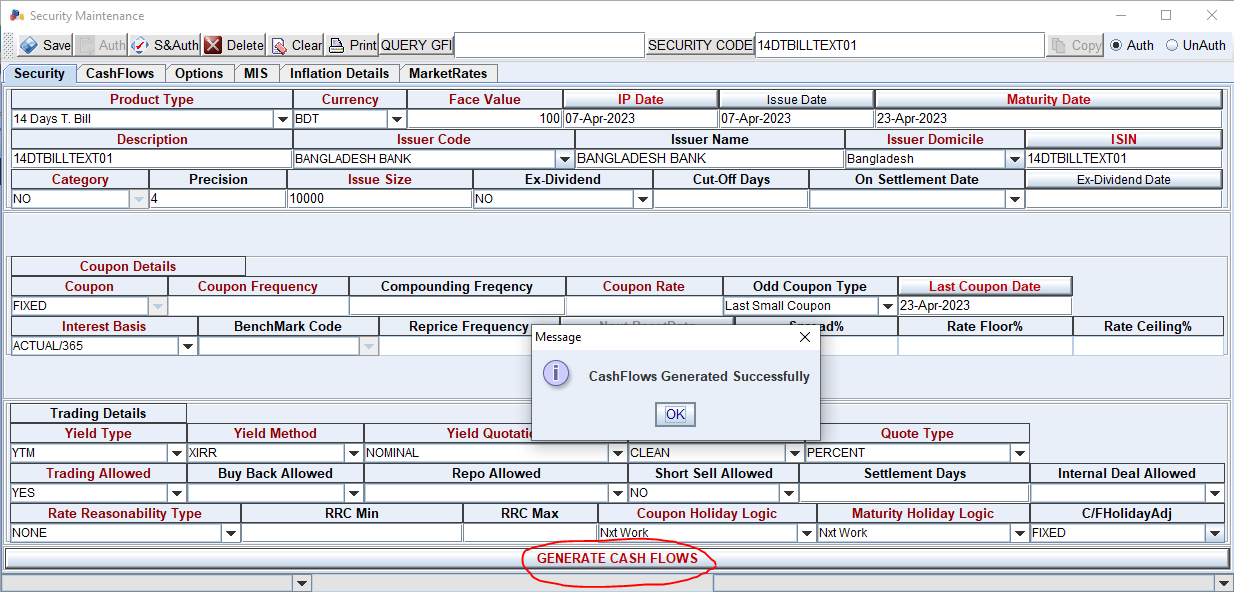 Security Maintenance
Save Auth S&Auth Delete Clear Print QUERY GFI SECURITY CODE 14DTBILLTEXT01 Copy Auth UnAuth
Security CashFlows Options MIS Inflation Details MarketRates
Product Type Currency Face Value IP Date Issue Date Maturity Date
14 Days T. Bill BDT 100 07-Apr-2023 07-Apr-2023 23-Apr-2023
Description Issuer Code Issuer Name Issuer Domicile ISIN
14DTBILLTEXT01 BANGLADESH BANK BANGLADESH BANK Bangladesh 14DTBILLTEXT01
Category Precision Issue Size Ex-Dividend Cut-Off Days On Settlement Date Ex-Dividend Date
NO 4 10000 NO
Coupon Details
Coupon Coupon Frequency Compounding Freqency Coupon Rate Odd Coupon Type Last Coupon Date
FIXED Last Small Coupon 23-Apr-2023
Interest Basis BenchMark Code Reprice Frequency Spread% Rate Floor% Rate Ceiling%
ACTUAL/365
Message
CashFlows Generated Successfully
OK
Trading Details
Yield Type Yield Method Yield Quotati Quote Type
YTM XIRR NOMINAL CLEAN PERCENT
Trading Allowed Buy Back Allowed Repo Allowed Short Sell Allowed Settlement Days Internal Deal Allowed
YES NO
Rate Reasonability Type RRC Min RRC Max Coupon Holiday Logic Maturity Holiday Logic C/FHolidayAdj
NONE Nxt Work Nxt Work FIXED
GENERATE CASH FLOWS